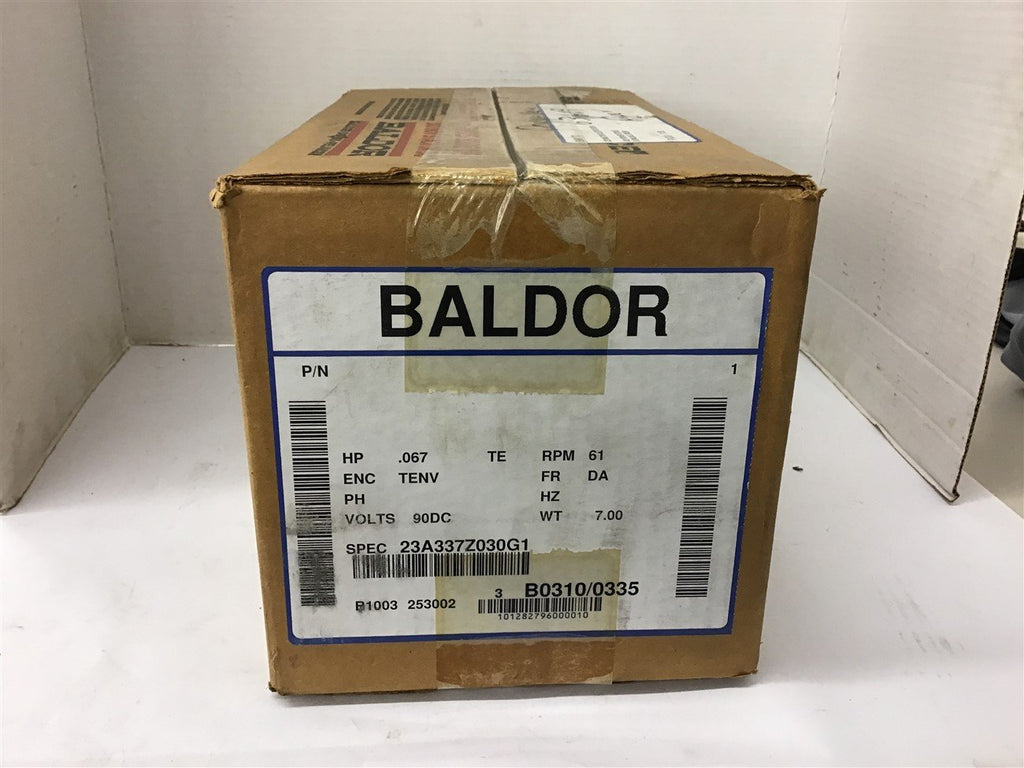 BALDOR
P/N 1
HP .067 TE RPM 61
ENC TENV FR DA
PH HZ
VOLTS 90DC WT 7.00
SPEC 23A337Z030G1
P1003 253002 3 B0310/0335
101282796000010